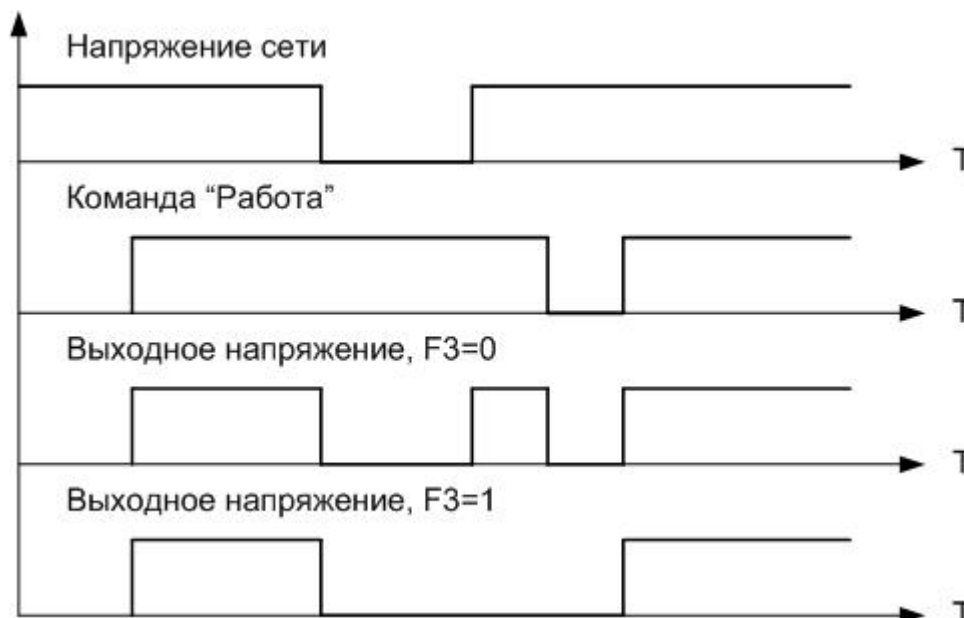 Напряжение сети
T
Команда “Работа”
T
Выходное напряжение, F3=0
T
Выходное напряжение, F3=1
T